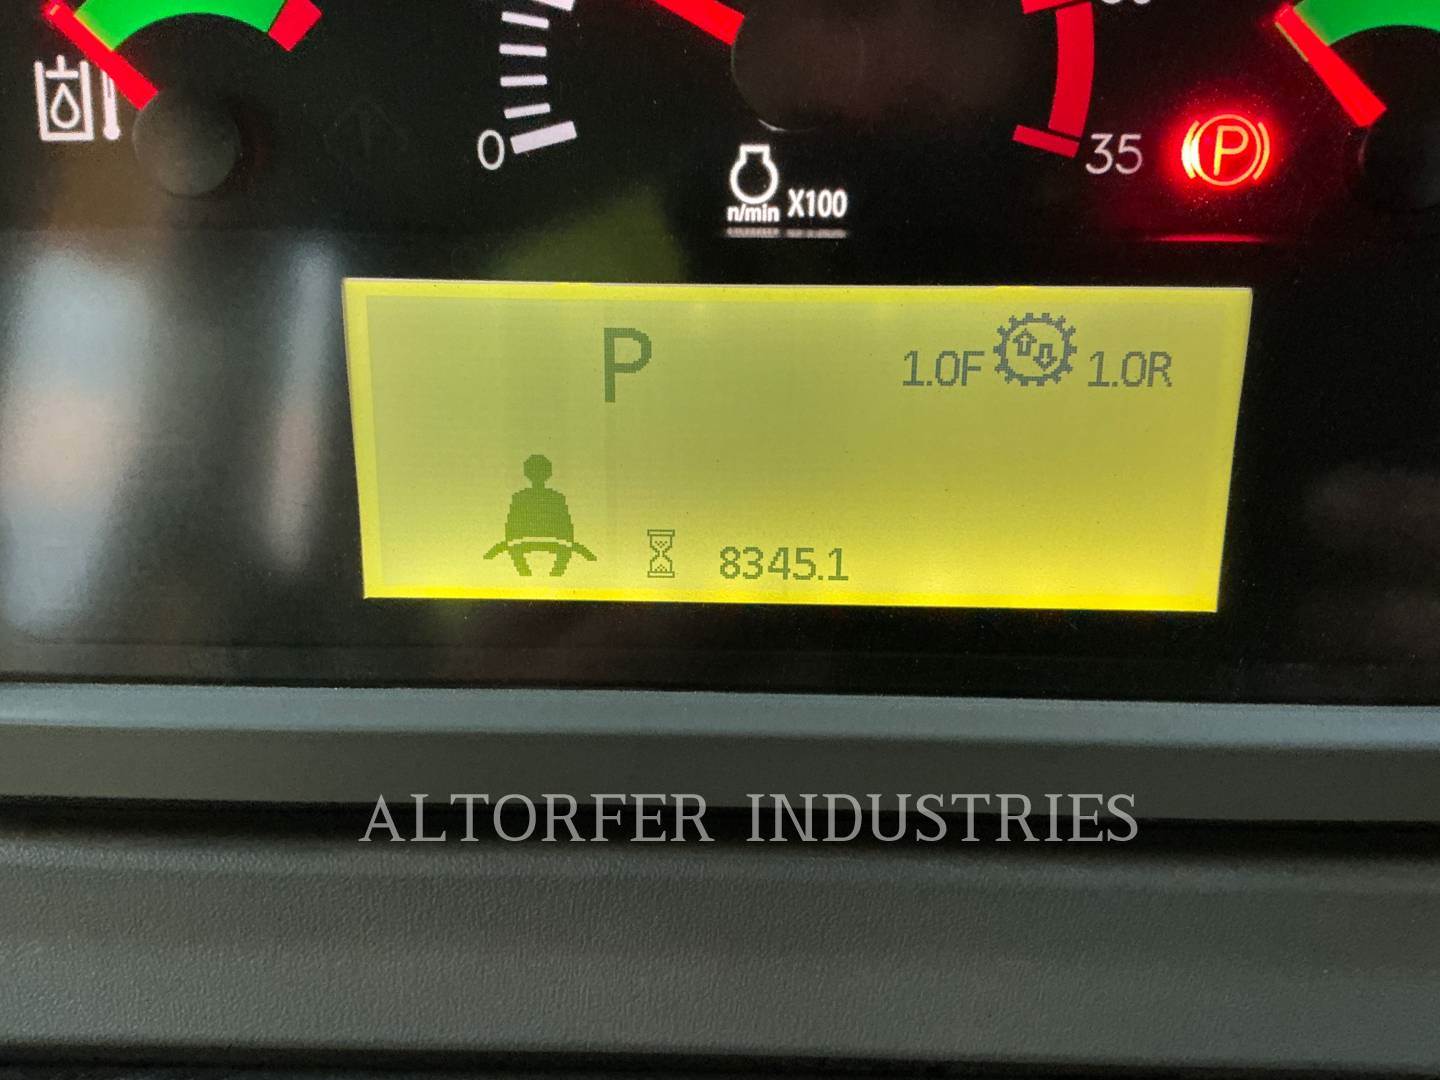 0
35
n/min X100
P
P
1.0F 1.0R
8345.1
ALTORFER INDUSTRIES